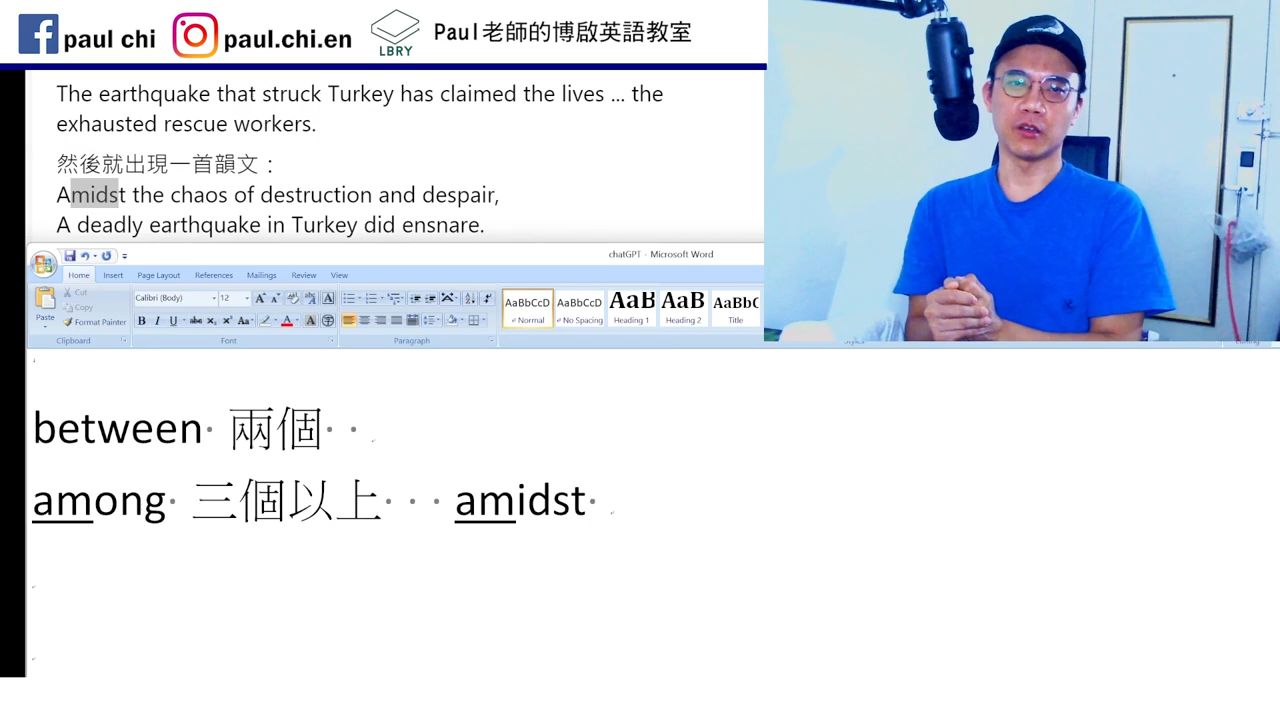 paul chi
paul.chi.en
LBRY
Paul老師的博啟英語教室
The earthquake that struck Turkey has claimed the lives ... the
exhausted rescue workers.
然後就出現一首韻文：
Amidst the chaos of destruction and despair,
A deadly earthquake in Turkey did ensnare.
chatGPT - Microsoft Word
Home Insert Page Layout References Mailings Review View
Paste
Cut
Copy
Format Painter
Clipboard
Calibri (Body) 12
Font
Paragraph
AaBbCcD AaBbCcD AaB AaB AaBbC
Normal No Spacing Heading 1 Heading 2 Title
between 兩個
among 三個以上 amidst